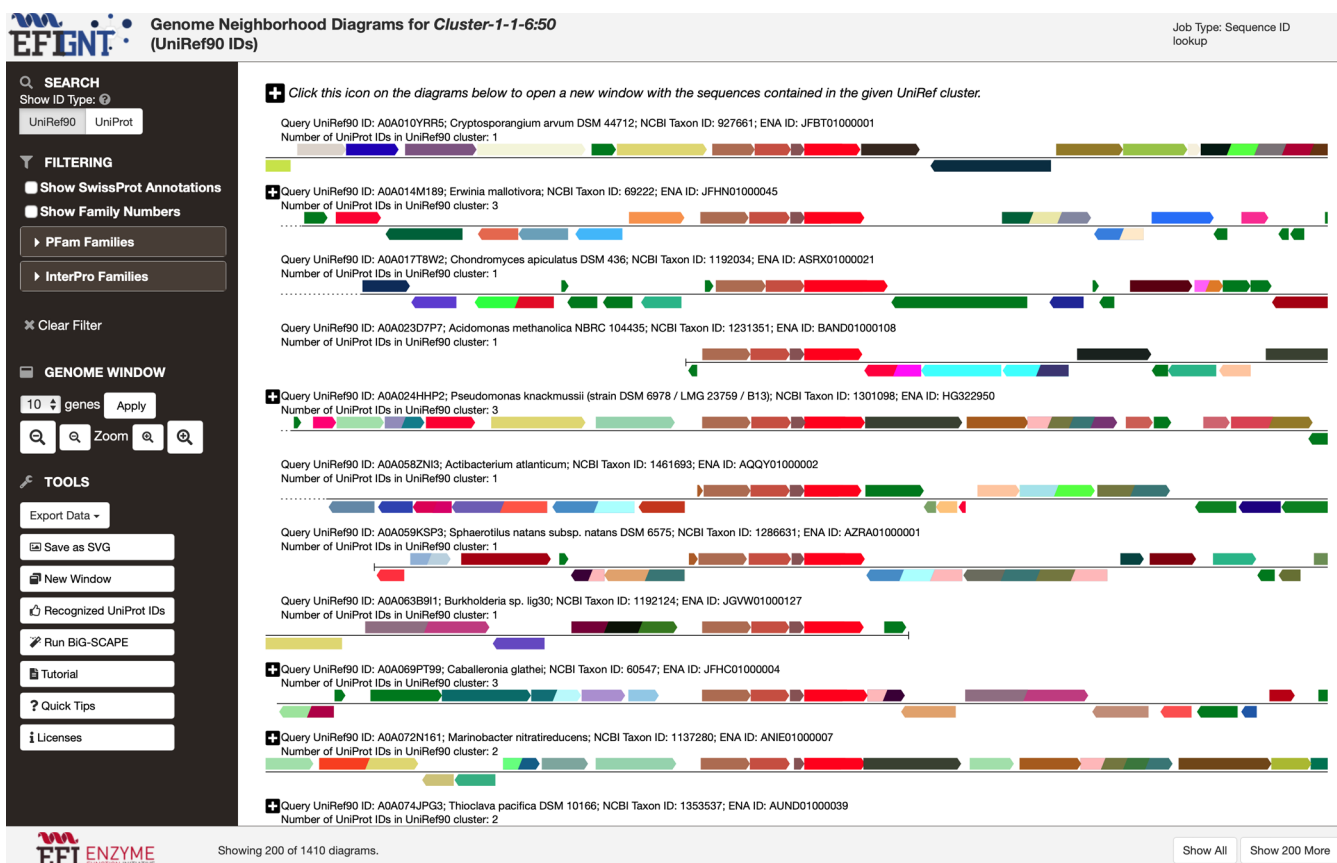 EFI GNT
Genome Neighborhood Diagrams for Cluster-1-1-6:50
(UniRef90 IDs)
Job Type: Sequence ID
lookup
SEARCH
Show ID Type:
UniRef90 UniProt
FILTERING
Show SwissProt Annotations
Show Family Numbers
PFam Families
InterPro Families
Clear Filter
GENOME WINDOW
10 genes Apply
Zoom
TOOLS
Export Data
Save as SVG
New Window
Recognized UniProt IDs
Run BiG-SCAPE
Tutorial
? Quick Tips
Licenses
Click this icon on the diagrams below to open a new window with the sequences contained in the given UniRef cluster.
Query UniRef90 ID: A0A010YRR5; Cryptosporangium arvum DSM 44712; NCBI Taxon ID: 927661; ENA ID: JFBT01000001
Number of UniProt IDs in UniRef90 cluster: 1
Query UniRef90 ID: A0A014M189; Erwinia mallotivora; NCBI Taxon ID: 69222; ENA ID: JFHN01000045
Number of UniProt IDs in UniRef90 cluster: 3
Query UniRef90 ID: A0A017T8W2; Chondromyces apiculatus DSM 436; NCBI Taxon ID: 1192034; ENA ID: ASRX01000021
Number of UniProt IDs in UniRef90 cluster: 1
Query UniRef90 ID: A0A023D7P7; Acidomonas methanolica NBRC 104435; NCBI Taxon ID: 1231351; ENA ID: BAND01000108
Number of UniProt IDs in UniRef90 cluster: 1
Query UniRef90 ID: A0A024HHP2; Pseudomonas knackmussii (strain DSM 6978 / LMG 23759 / B13); NCBI Taxon ID: 1301098; ENA ID: HG322950
Number of UniProt IDs in UniRef90 cluster: 3
Query UniRef90 ID: A0A058ZNI3; Actibacterium atlanticum; NCBI Taxon ID: 1461693; ENA ID: AQQY01000002
Number of UniProt IDs in UniRef90 cluster: 1
Query UniRef90 ID: A0A059KSP3; Sphaerotilus natans subsp. natans DSM 6575; NCBI Taxon ID: 1286631; ENA ID: AZRA01000001
Number of UniProt IDs in UniRef90 cluster: 1
Query UniRef90 ID: A0A063B9I1; Burkholderia sp. lig30; NCBI Taxon ID: 1192124; ENA ID: JGVW01000127
Number of UniProt IDs in UniRef90 cluster: 1
Query UniRef90 ID: A0A069PT99; Caballeronia glathei; NCBI Taxon ID: 60547; ENA ID: JFHC01000004
Number of UniProt IDs in UniRef90 cluster: 3
Query UniRef90 ID: A0A072N161; Marinobacter nitratireducens; NCBI Taxon ID: 1137280; ENA ID: ANIE01000007
Number of UniProt IDs in UniRef90 cluster: 2
Query UniRef90 ID: A0A074JPG3; Thioclava pacifica DSM 10166; NCBI Taxon ID: 1353537; ENA ID: AUND01000039
Number of UniProt IDs in UniRef90 cluster: 2
EFI ENZYME
Showing 200 of 1410 diagrams.
Show All Show 200 More